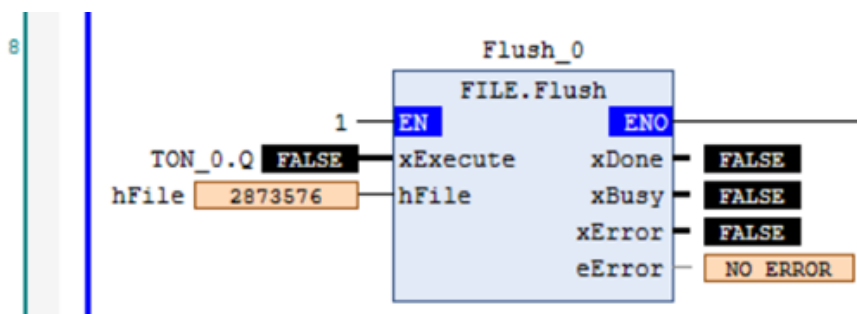 8
Flush_0
FILE.Flush
1 EN ENO
TON_0.Q FALSE xExecute xDone FALSE
hFile 2873576 hFile xBusy FALSE
xError FALSE
eError NO ERROR